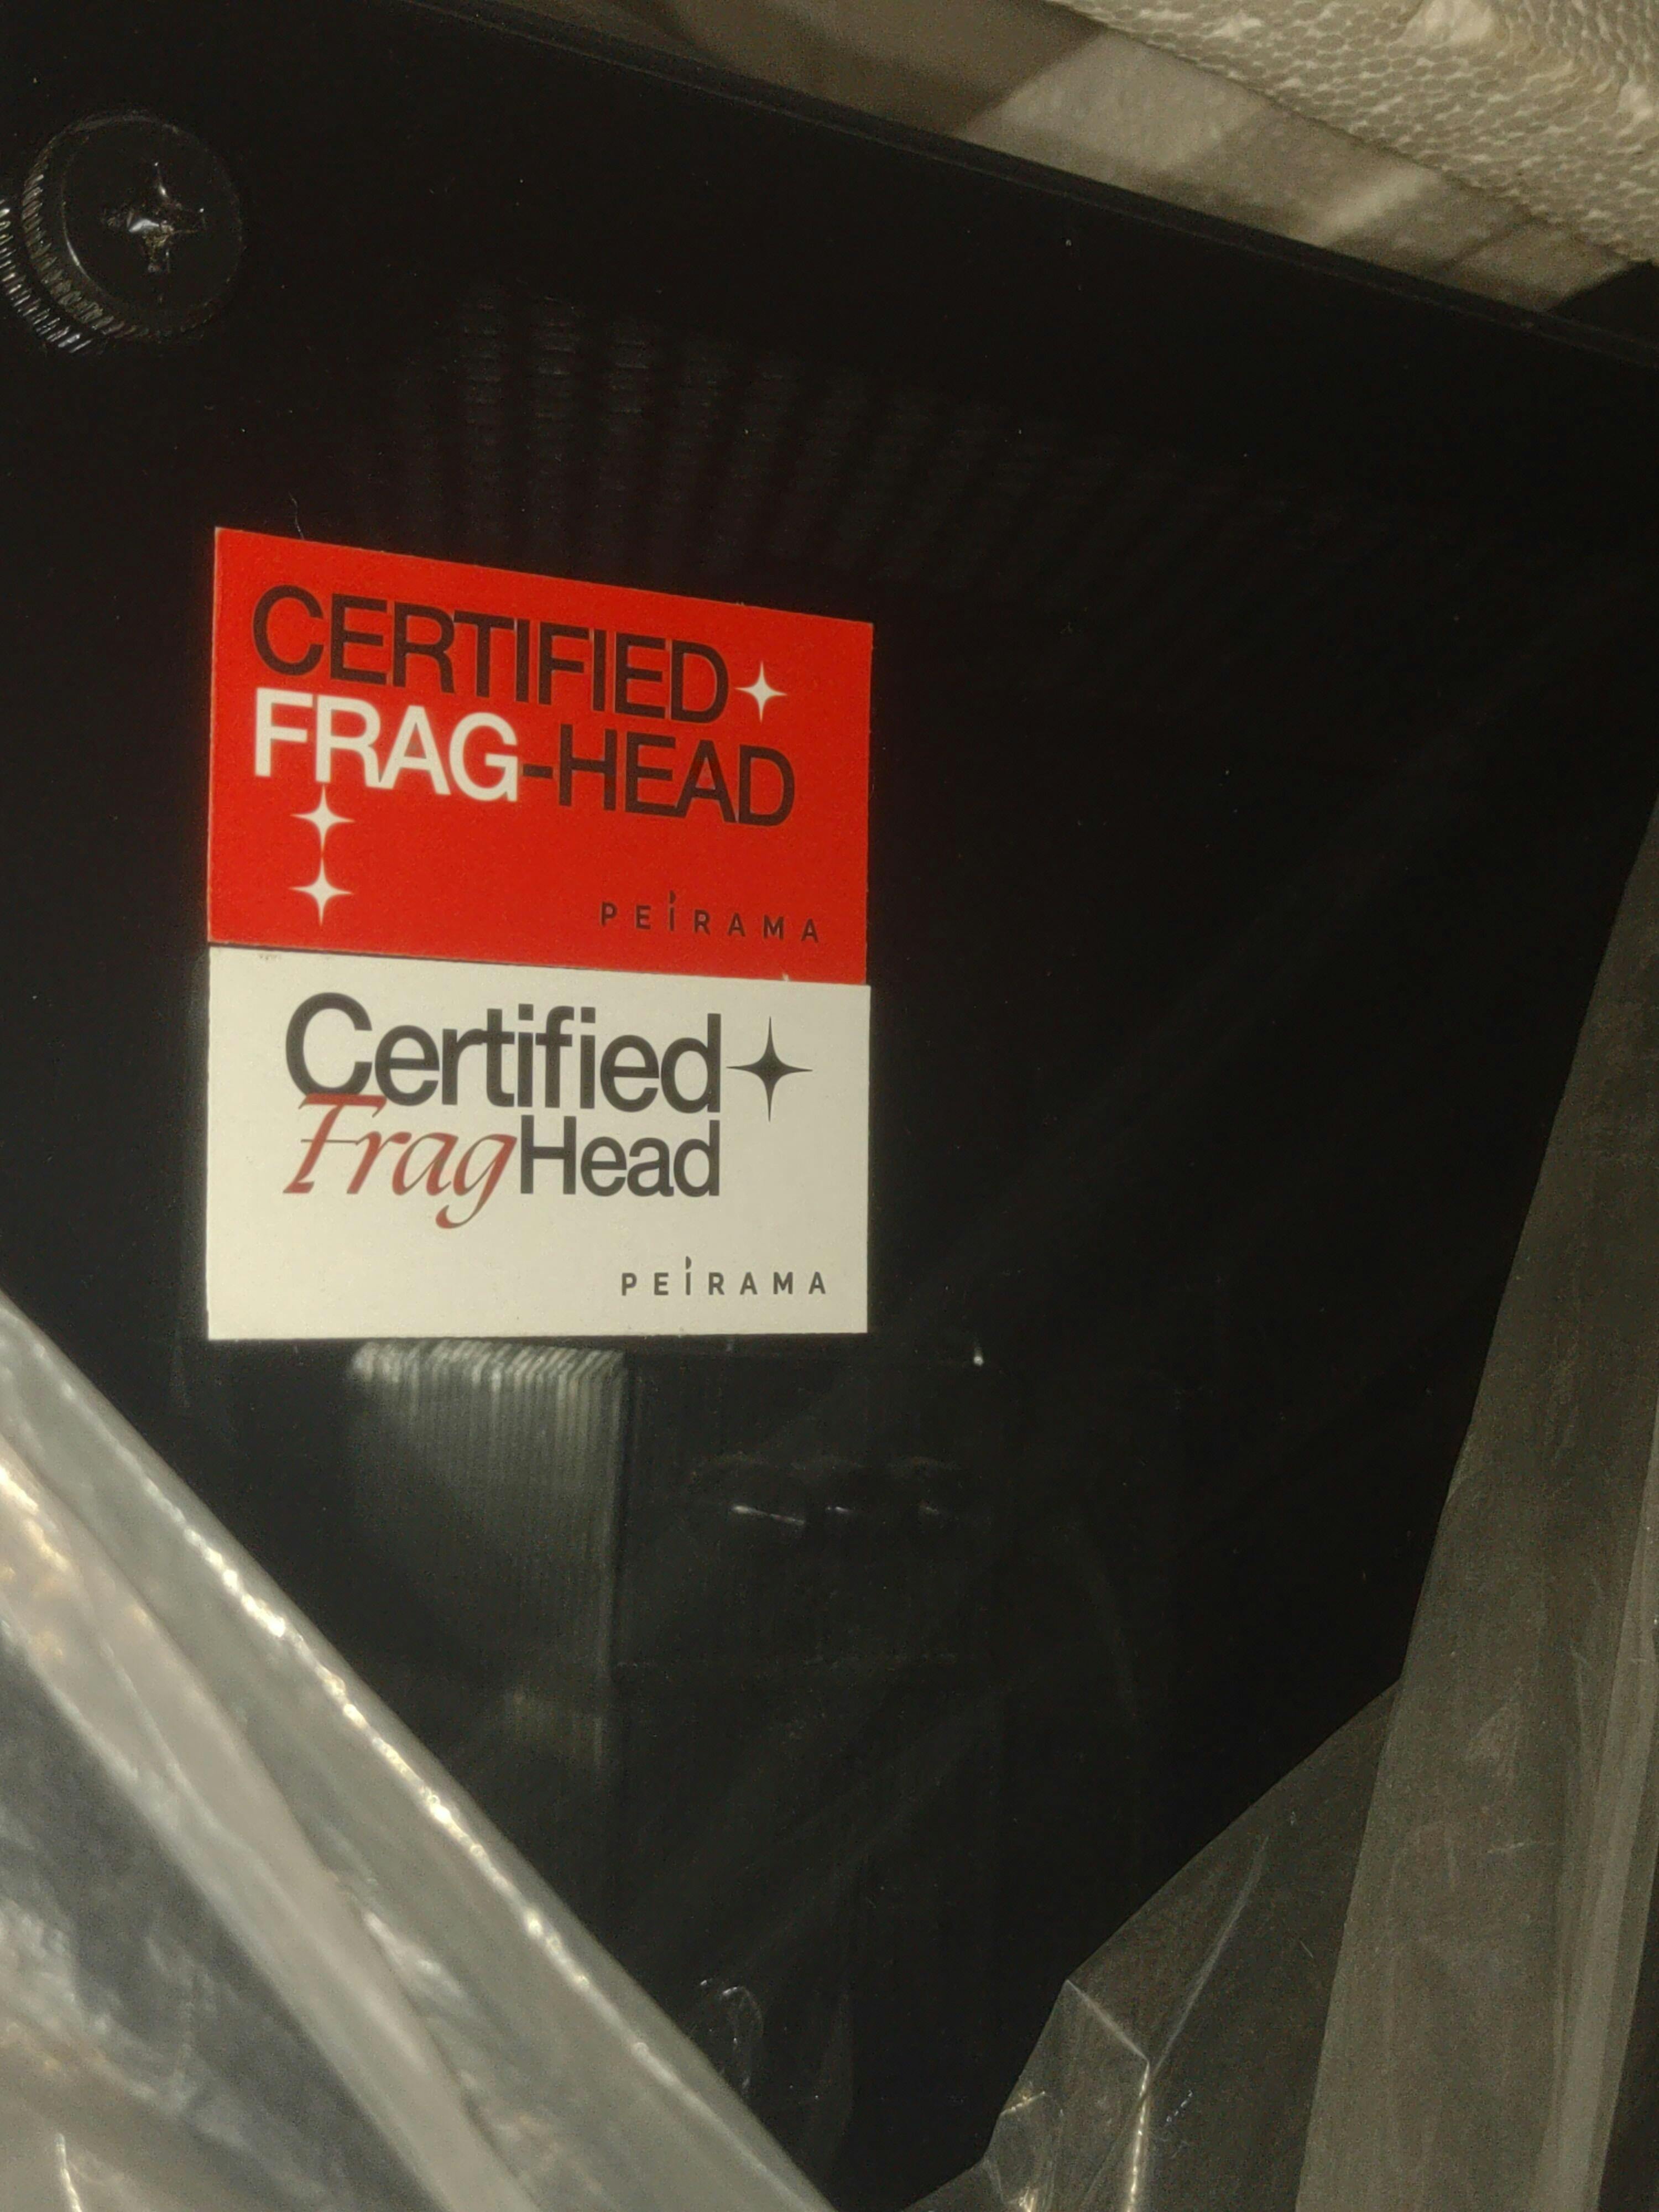 CERTIFIED
FRAG-HEAD
PEIRAMA
Certified
FragHead
PEIRAMA